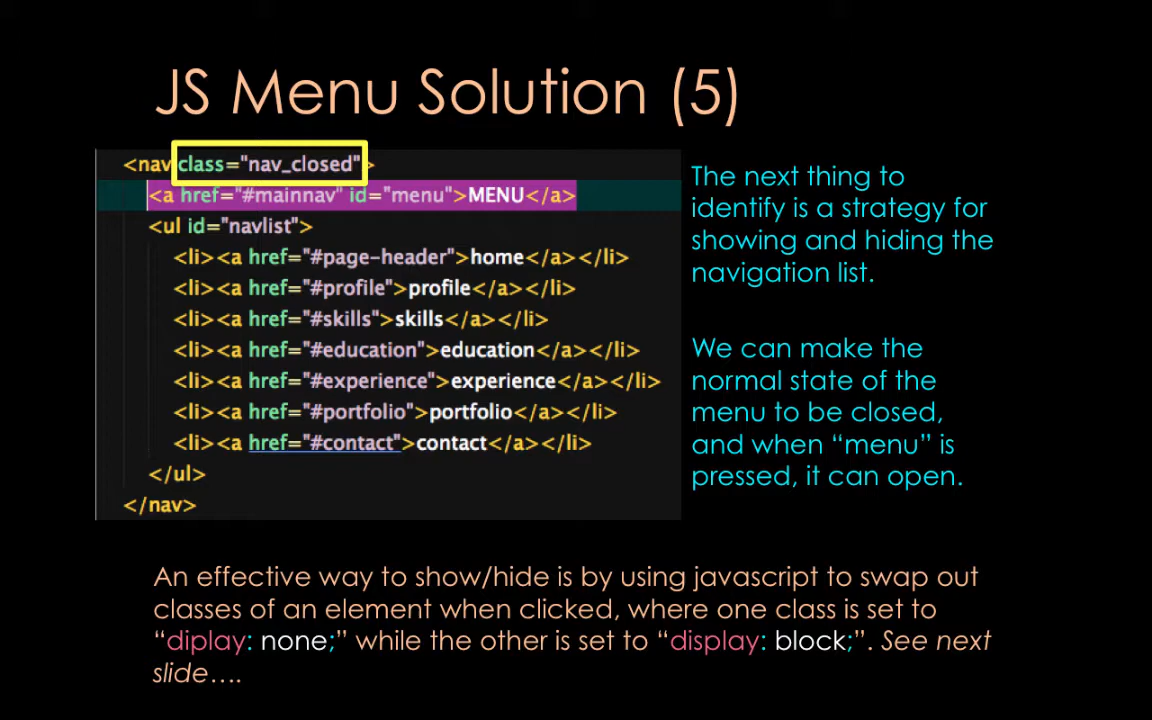 JS Menu Solution (5)
<nav class="nav_closed">
<a href="#mainnav" id="menu">MENU</a>
<ul id="navlist">
<li><a href="#page-header">home</a></li>
<li><a href="#profile">profile</a></li>
<li><a href="#skills">skills</a></li>
<li><a href="#education">education</a></li>
<li><a href="#experience">experience</a></li>
<li><a href="#portfolio">portfolio</a></li>
<li><a href="#contact">contact</a></li>
</ul>
</nav>
The next thing to
identify is a strategy for
showing and hiding the
navigation list.
We can make the
normal state of the
menu to be closed,
and when “menu” is
pressed, it can open.
An effective way to show/hide is by using javascript to swap out
classes of an element when clicked, where one class is set to
“diplay: none;” while the other is set to “display: block;”. See next
slide….